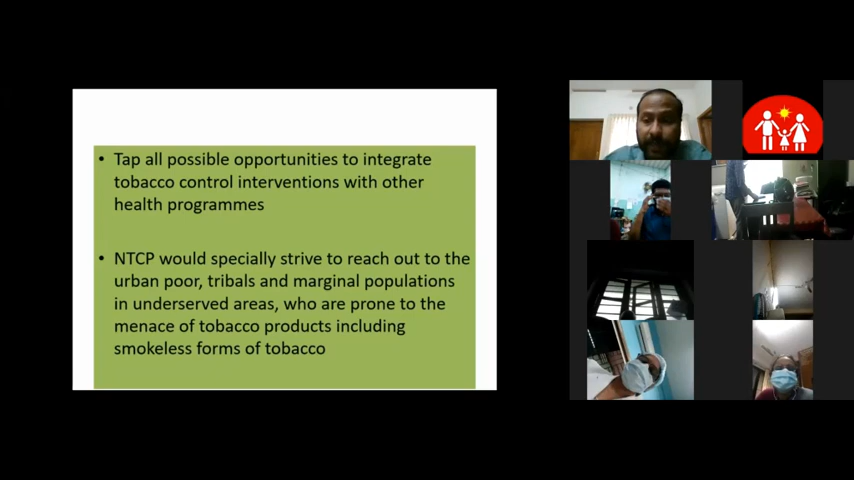 • Tap all possible opportunities to integrate
tobacco control interventions with other
health programmes
• NTCP would specially strive to reach out to the
urban poor, tribals and marginal populations
in underserved areas, who are prone to the
menace of tobacco products including
smokeless forms of tobacco